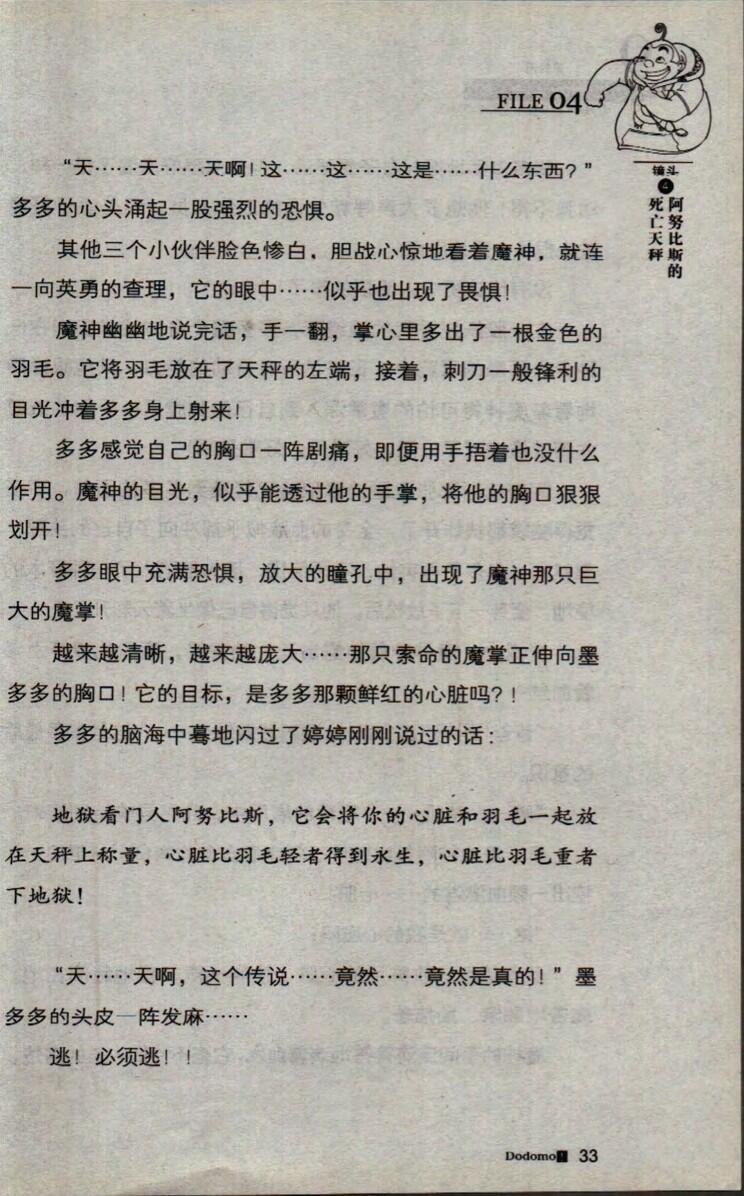 FILE 04
镜头
4
阿努比斯的
死亡天秤
“天……天……天啊！这……这……这是……什么东西？”
多多的心头涌起一股强烈的恐惧。
其他三个小伙伴脸色惨白，胆战心惊地看着魔神，就连
一向英勇的查理，它的眼中……似乎也出现了畏惧！
魔神幽幽地说完话，手一翻，掌心里多出了一根金色的
羽毛。它将羽毛放在了天秤的左端，接着，刺刀一般锋利的
目光冲着多多身上射来！
多多感觉自己的胸口一阵剧痛，即便用手捂着也没什么
作用。魔神的目光，似乎能透过他的手掌，将他的胸口狠狠
划开！
多多眼中充满恐惧，放大的瞳孔中，出现了魔神那只巨
大的魔掌！
越来越清晰，越来越庞大……那只索命的魔掌正伸向墨
多多的胸口！它的目标，是多多那颗鲜红的心脏吗？！
多多的脑海中蓦地闪过了婷婷刚刚说过的话：
地狱看门人阿努比斯，它会将你的心脏和羽毛一起放
在天秤上称量，心脏比羽毛轻者得到永生，心脏比羽毛重者
下地狱！
“天……天啊，这个传说……竟然……竟然是真的！”墨
多多的头皮一阵发麻……
逃！必须逃！！
Dodomo! 33